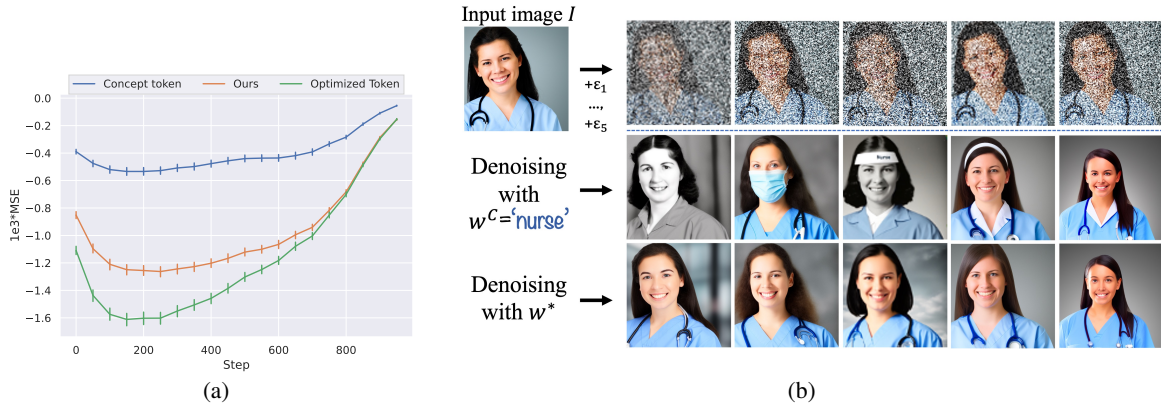 Concept token Ours Optimized Token
0.0
−0.2
−0.4
−0.6
−0.8
−1.0
−1.2
−1.4
−1.6
1e3*MSE
0 200 400 600 800
Step
(a)
Input image I
+ε1
...,
+ε5
Denoising
with
w^C='nurse'
Nurse
Denoising
with w*
(b)